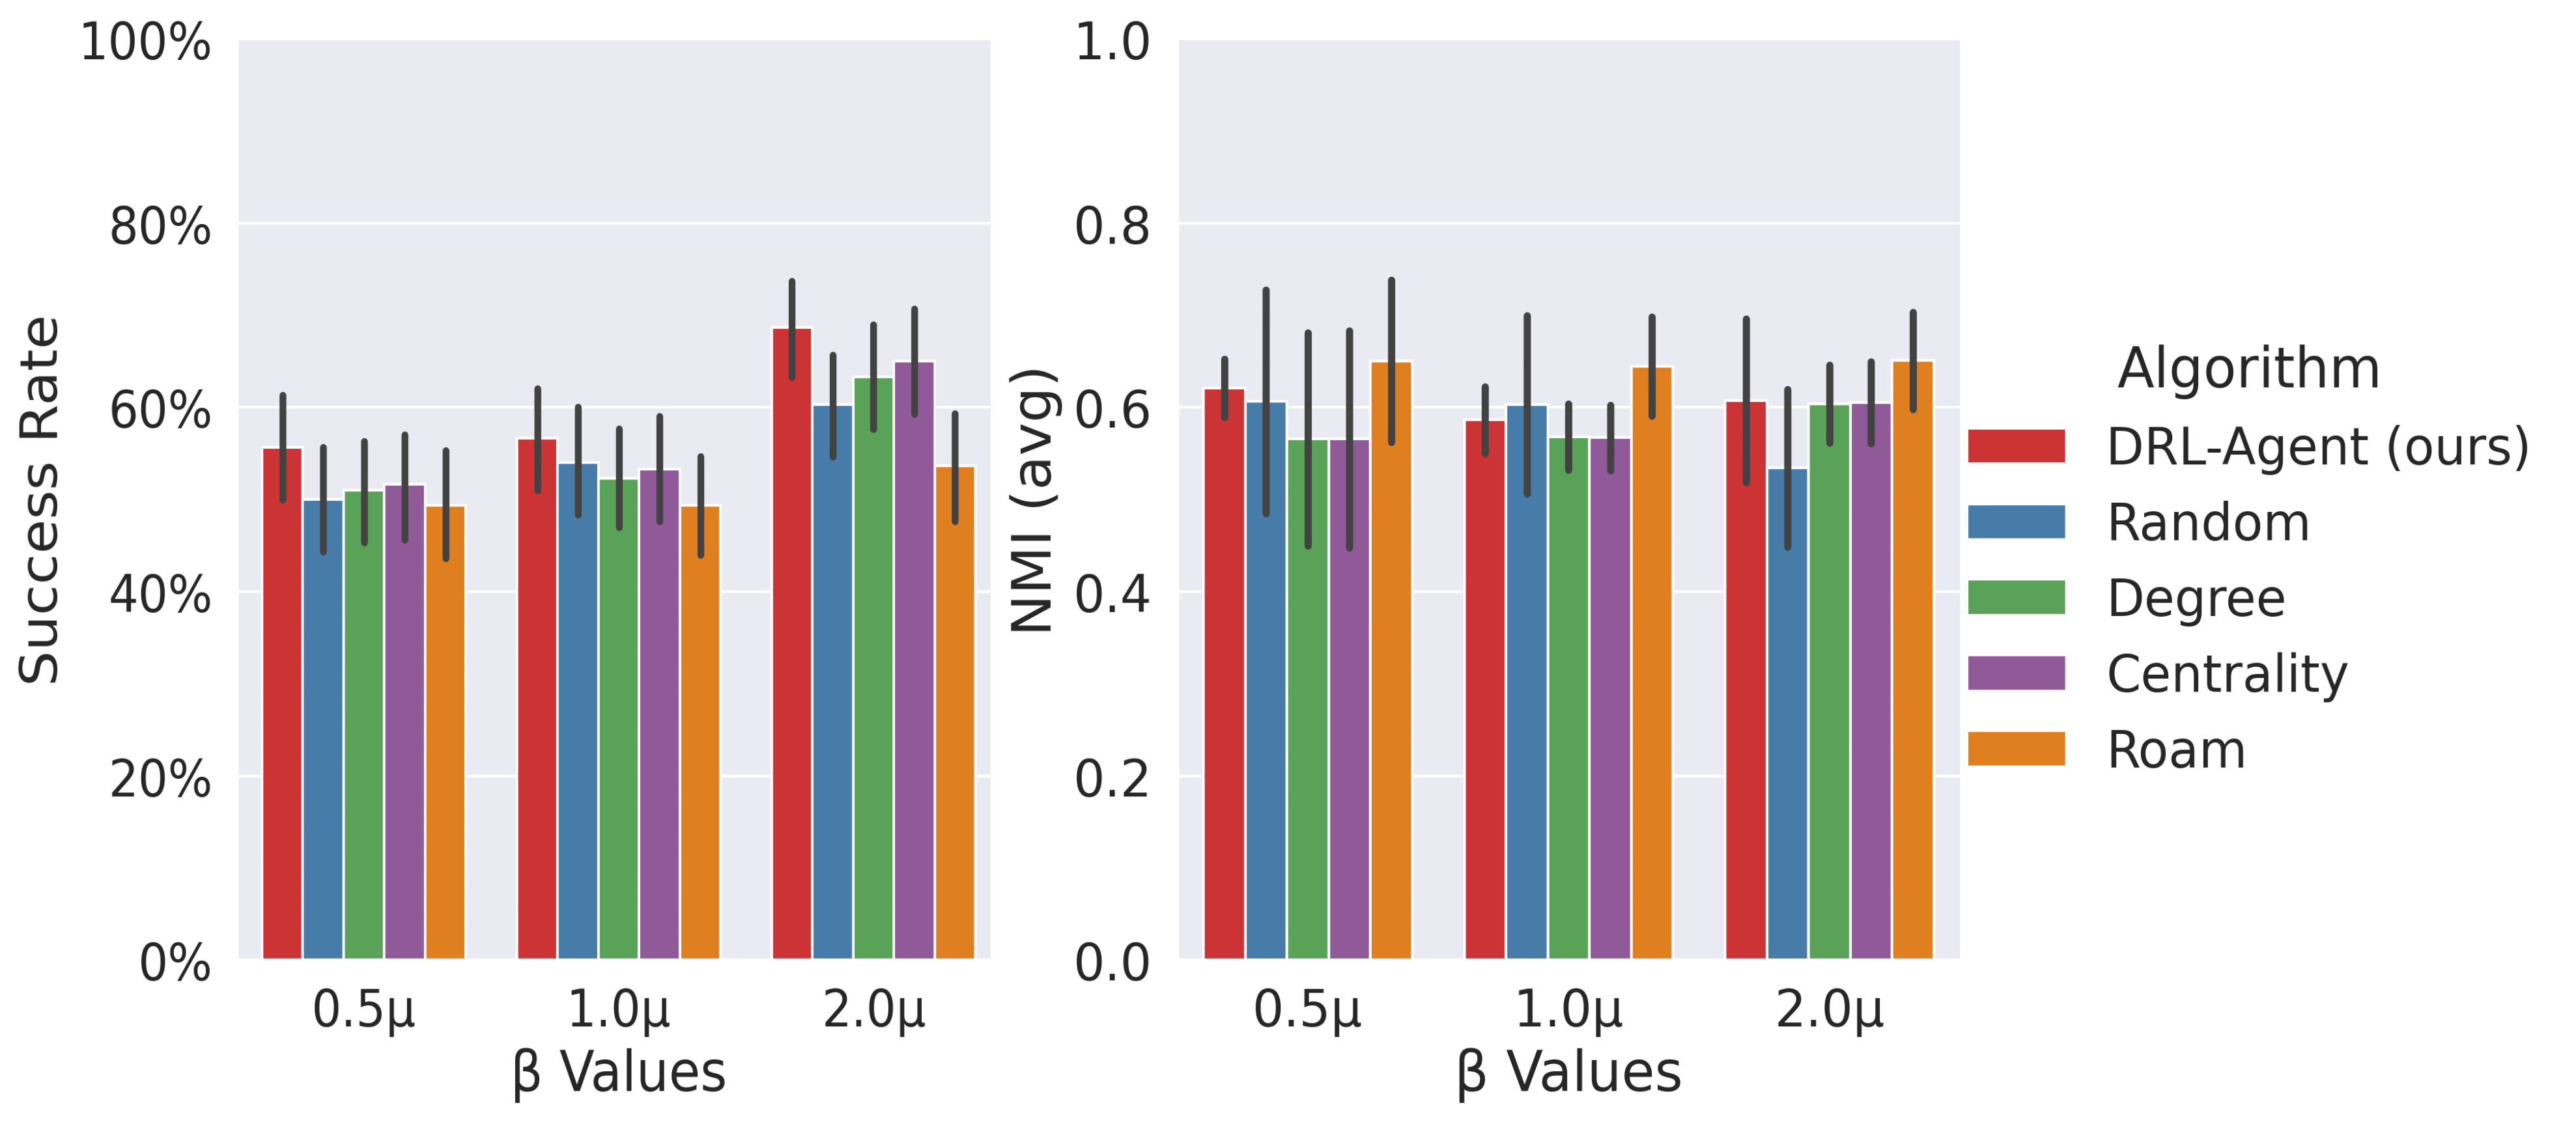 Success Rate
100%
80%
60%
40%
20%
0%
0.5μ 1.0μ 2.0μ
β Values
NMI (avg)
1.0
0.8
0.6
0.4
0.2
0.0
0.5μ 1.0μ 2.0μ
β Values
Algorithm
DRL-Agent (ours)
Random
Degree
Centrality
Roam